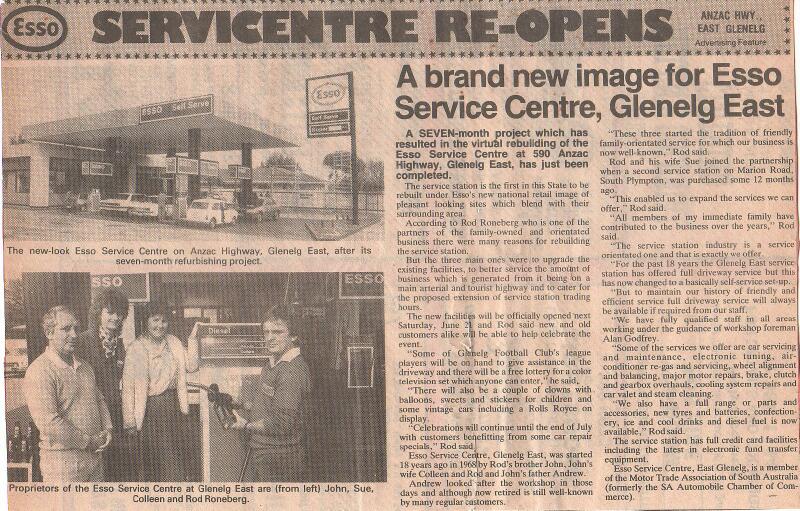 Esso
SERVICENTRE RE-OPENS
ANZAC HWY.,
EAST GLENELG
Advertising Feature
ESSO Self Serve
Esso
Self Serve
The new-look Esso Service Centre on Anzac Highway, Glenelg East, after its
seven-month refurbishing project.
SSO
ESSO
Diesel
Proprietors of the Esso Service Centre at Glenelg East are (from left) John, Sue,
Colleen and Rod Roneberg.
A brand new image for Esso
Service Centre, Glenelg East
A SEVEN-month project which has
resulted in the virtual rebuilding of the
Esso Service Centre at 590 Anzac
Highway, Glenelg East, has just been
completed.
The service station is the first in this State to be
rebuilt under Esso's new national retail image of
pleasant looking sites which blend with their
surrounding area.
According to Rod Roneberg who is one of the
partners of the family-owned and orientated
business there were many reasons for rebuilding
the service station.
But the three main ones were to upgrade the
existing facilities, to better service the amount of
business which is generated from it being on a
main arterial and tourist highway and to cater for
the proposed extension of service station trading
hours.
The new facilities will be officially opened next
Saturday, June 21 and Rod said new and old
customers alike will be able to help celebrate the
event.
"Some of Glenelg Football Club's league
players will be on hand to give assistance in the
driveway and there will be a free lottery for a color
television set which anyone can enter," he said,
"There will also be a couple of clowns with
balloons, sweets and stickers for children and
some vintage cars including a Rolls Royce on
display.
"Celebrations will continue until the end of July
with customers benefitting from some car repair
specials," Rod said.
Esso Service Centre, Glenelg East, was started
18 years ago in 1968 by Rod's brother John, John's
wife Colleen and Rod and John's father Andrew.
Andrew looked after the workshop in those
days and although now retired is still well-known
by many regular customers.
"These three started the tradition of friendly
family-orientated service for which our business is
now well-known," Rod said.
Rod and his wife Sue joined the partnership
when a second service station on Marion Road,
South Plympton, was purchased some 12 months
ago.
"This enabled us to expand the services we can
offer," Rod said.
"All members of my immediate family have
contributed to the business over the years," Rod
said.
"The service station industry is a service
orientated one and that is exactly we offer.
"For the past 18 years the Glenelg East service
station has offered full driveway service but this
has now changed to a basically self-service set-up.
"But to maintain our history of friendly and
efficient service full driveway service will always
be available if required from our staff.
"We have fully qualified staff in all areas
working under the guidance of workshop foreman
Alan Godfrey.
"Some of the services we offer are car servicing
and maintenance, electronic tuning, air-
conditioner re-gas and servicing, wheel alignment
and balancing, major motor repairs, brake, clutch
and gearbox overhauls, cooling system repairs and
car valet and steam cleaning.
"We also have a full range or parts and
accessories, new tyres and batteries, confection-
ery, ice and cool drinks and diesel fuel is now
available," Rod said.
The service station has full credit card facilities
including the latest in electronic fund transfer
equipment.
Esso Service Centre, East Glenelg, is a member
of the Motor Trade Association of South Australia
(formerly the SA Automobile Chamber of Com-
merce).